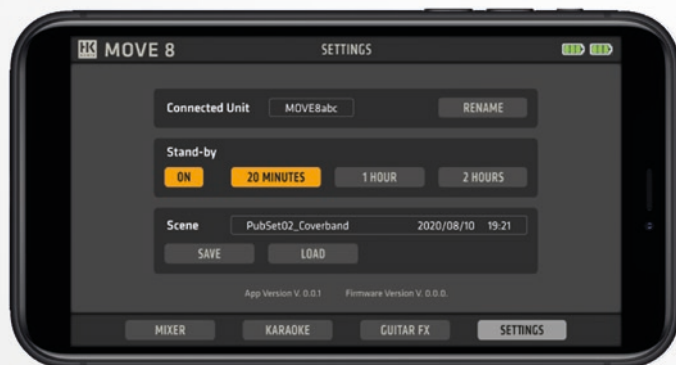 HK MOVE 8 SETTINGS
Connected Unit MOVE8abc RENAME
Stand-by
ON 20 MINUTES 1 HOUR 2 HOURS
Scene PubSet02_Coverband 2020/08/10 19:21
SAVE LOAD
App Version V. 0.0.1 Firmware Version V. 0.0.0.
MIXER KARAOKE GUITAR FX SETTINGS